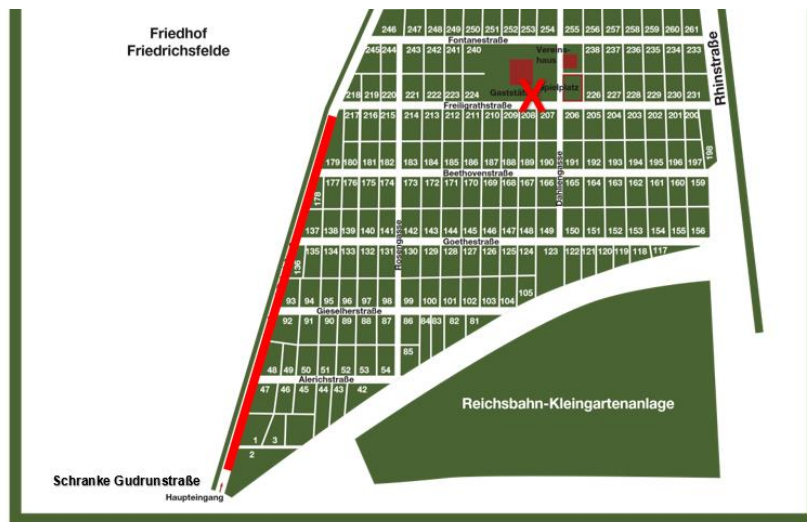 Friedhof
Friedrichsfelde
246 247 248 249 250 251 252 253 254 255 256 257 258 259 260 261
Fontanestraße
245 244 243 242 241 240 238 237 236 235 234 233
Vereins-
haus
Rhinstraße
218 219 220 221 222 223 224 226 227 228 229 230 231
Freiligrathstraße
217 216 215 214 213 212 211 210 209 208 207 206 205 204 203 202 201 200
179 180 181 182 183 184 185 186 187 188 189 190 191 192 193 194 195 196 197 198
Beethovenstraße
178 177 176 175 174 173 172 171 170 169 168 167 166 165 164 163 162 161 160 159
Dahliengasse
137 138 139 140 141 142 143 144 145 146 147 148 149 150 151 152 153 154 155 156
Rosengasse
Goethestraße
136 135 134 133 132 131 130 129 128 127 126 125 124 123 122 121 120 119 118 117
93 94 95 96 97 98 99 100 101 102 103 104 105
Gieselherstraße
92 91 90 89 88 87 86 84 83 82 81
85
48 49 50 51 52 53 54
Alerichstraße
47 46 45 44 43 42
Reichsbahn-Kleingartenanlage
1 3
2
Schranke Gudrunstraße
Haupteingang